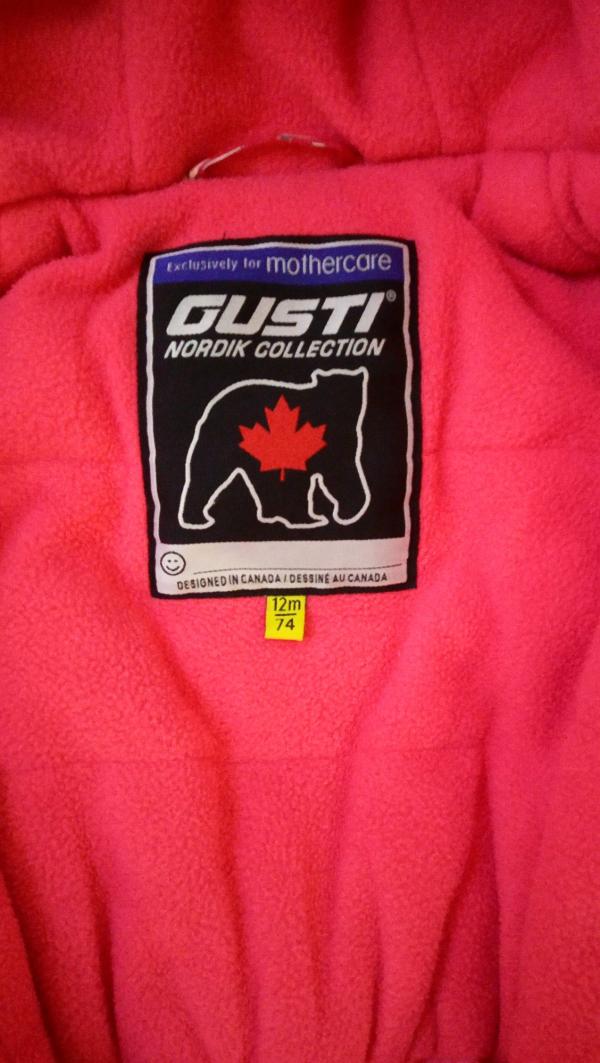 Exclusively for mothercare
GUSTI®
NORDIK COLLECTION
DESIGNED IN CANADA / DESSINÉ AU CANADA
12m
74